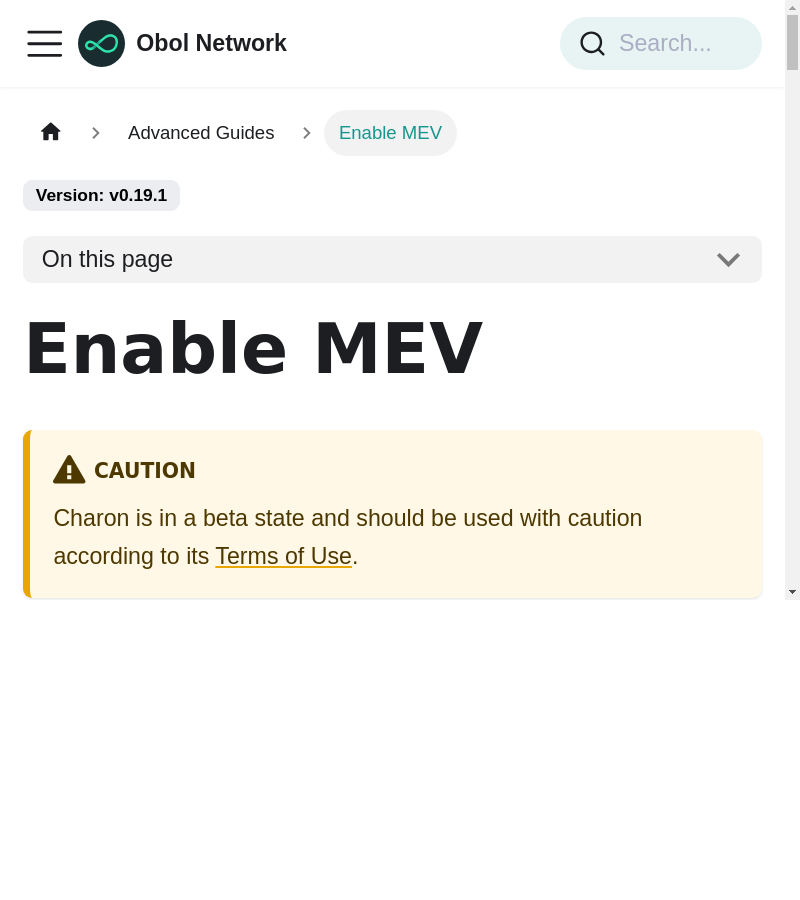 Obol Network
Search...
Advanced Guides
Enable MEV
Version: v0.19.1
On this page
Enable MEV
CAUTION
Charon is in a beta state and should be used with caution
according to its Terms of Use.